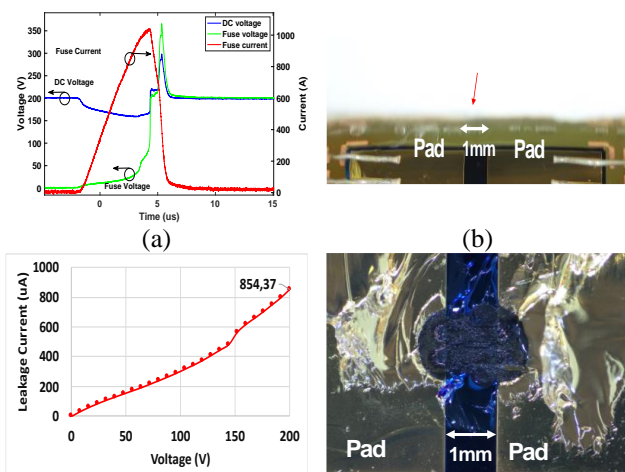 DC voltage
Fuse voltage
Fuse current
Fuse Current
DC Voltage
Fuse Voltage
Voltage (V)
350
300
250
200
150
100
50
0
Current (A)
1000
800
600
400
200
0
0
5
10
15
Time (us)
(a)
Pad
1mm
Pad
(b)
Leakage Current (uA)
1000
800
600
400
200
0
854,37
0
50
100
150
200
Voltage (V)
Pad
1mm
Pad